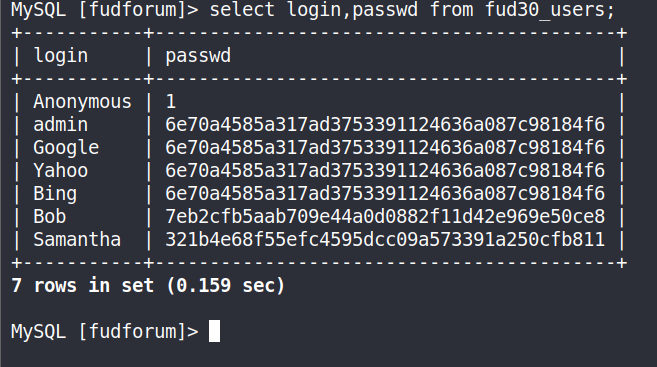 MySQL [fudforum]> select login,passwd from fud30_users;
+-----------+------------------------------------------+
| login     | passwd                                   |
+-----------+------------------------------------------+
| Anonymous | 1                                        |
| admin     | 6e70a4585a317ad3753391124636a087c98184f6 |
| Google    | 6e70a4585a317ad3753391124636a087c98184f6 |
| Yahoo     | 6e70a4585a317ad3753391124636a087c98184f6 |
| Bing      | 6e70a4585a317ad3753391124636a087c98184f6 |
| Bob       | 7eb2cfb5aab709e44a0d0882f11d42e969e50ce8 |
| Samantha  | 321b4e68f55efc4595dcc09a573391a250cfb811 |
+-----------+------------------------------------------+
7 rows in set (0.159 sec)
MySQL [fudforum]>